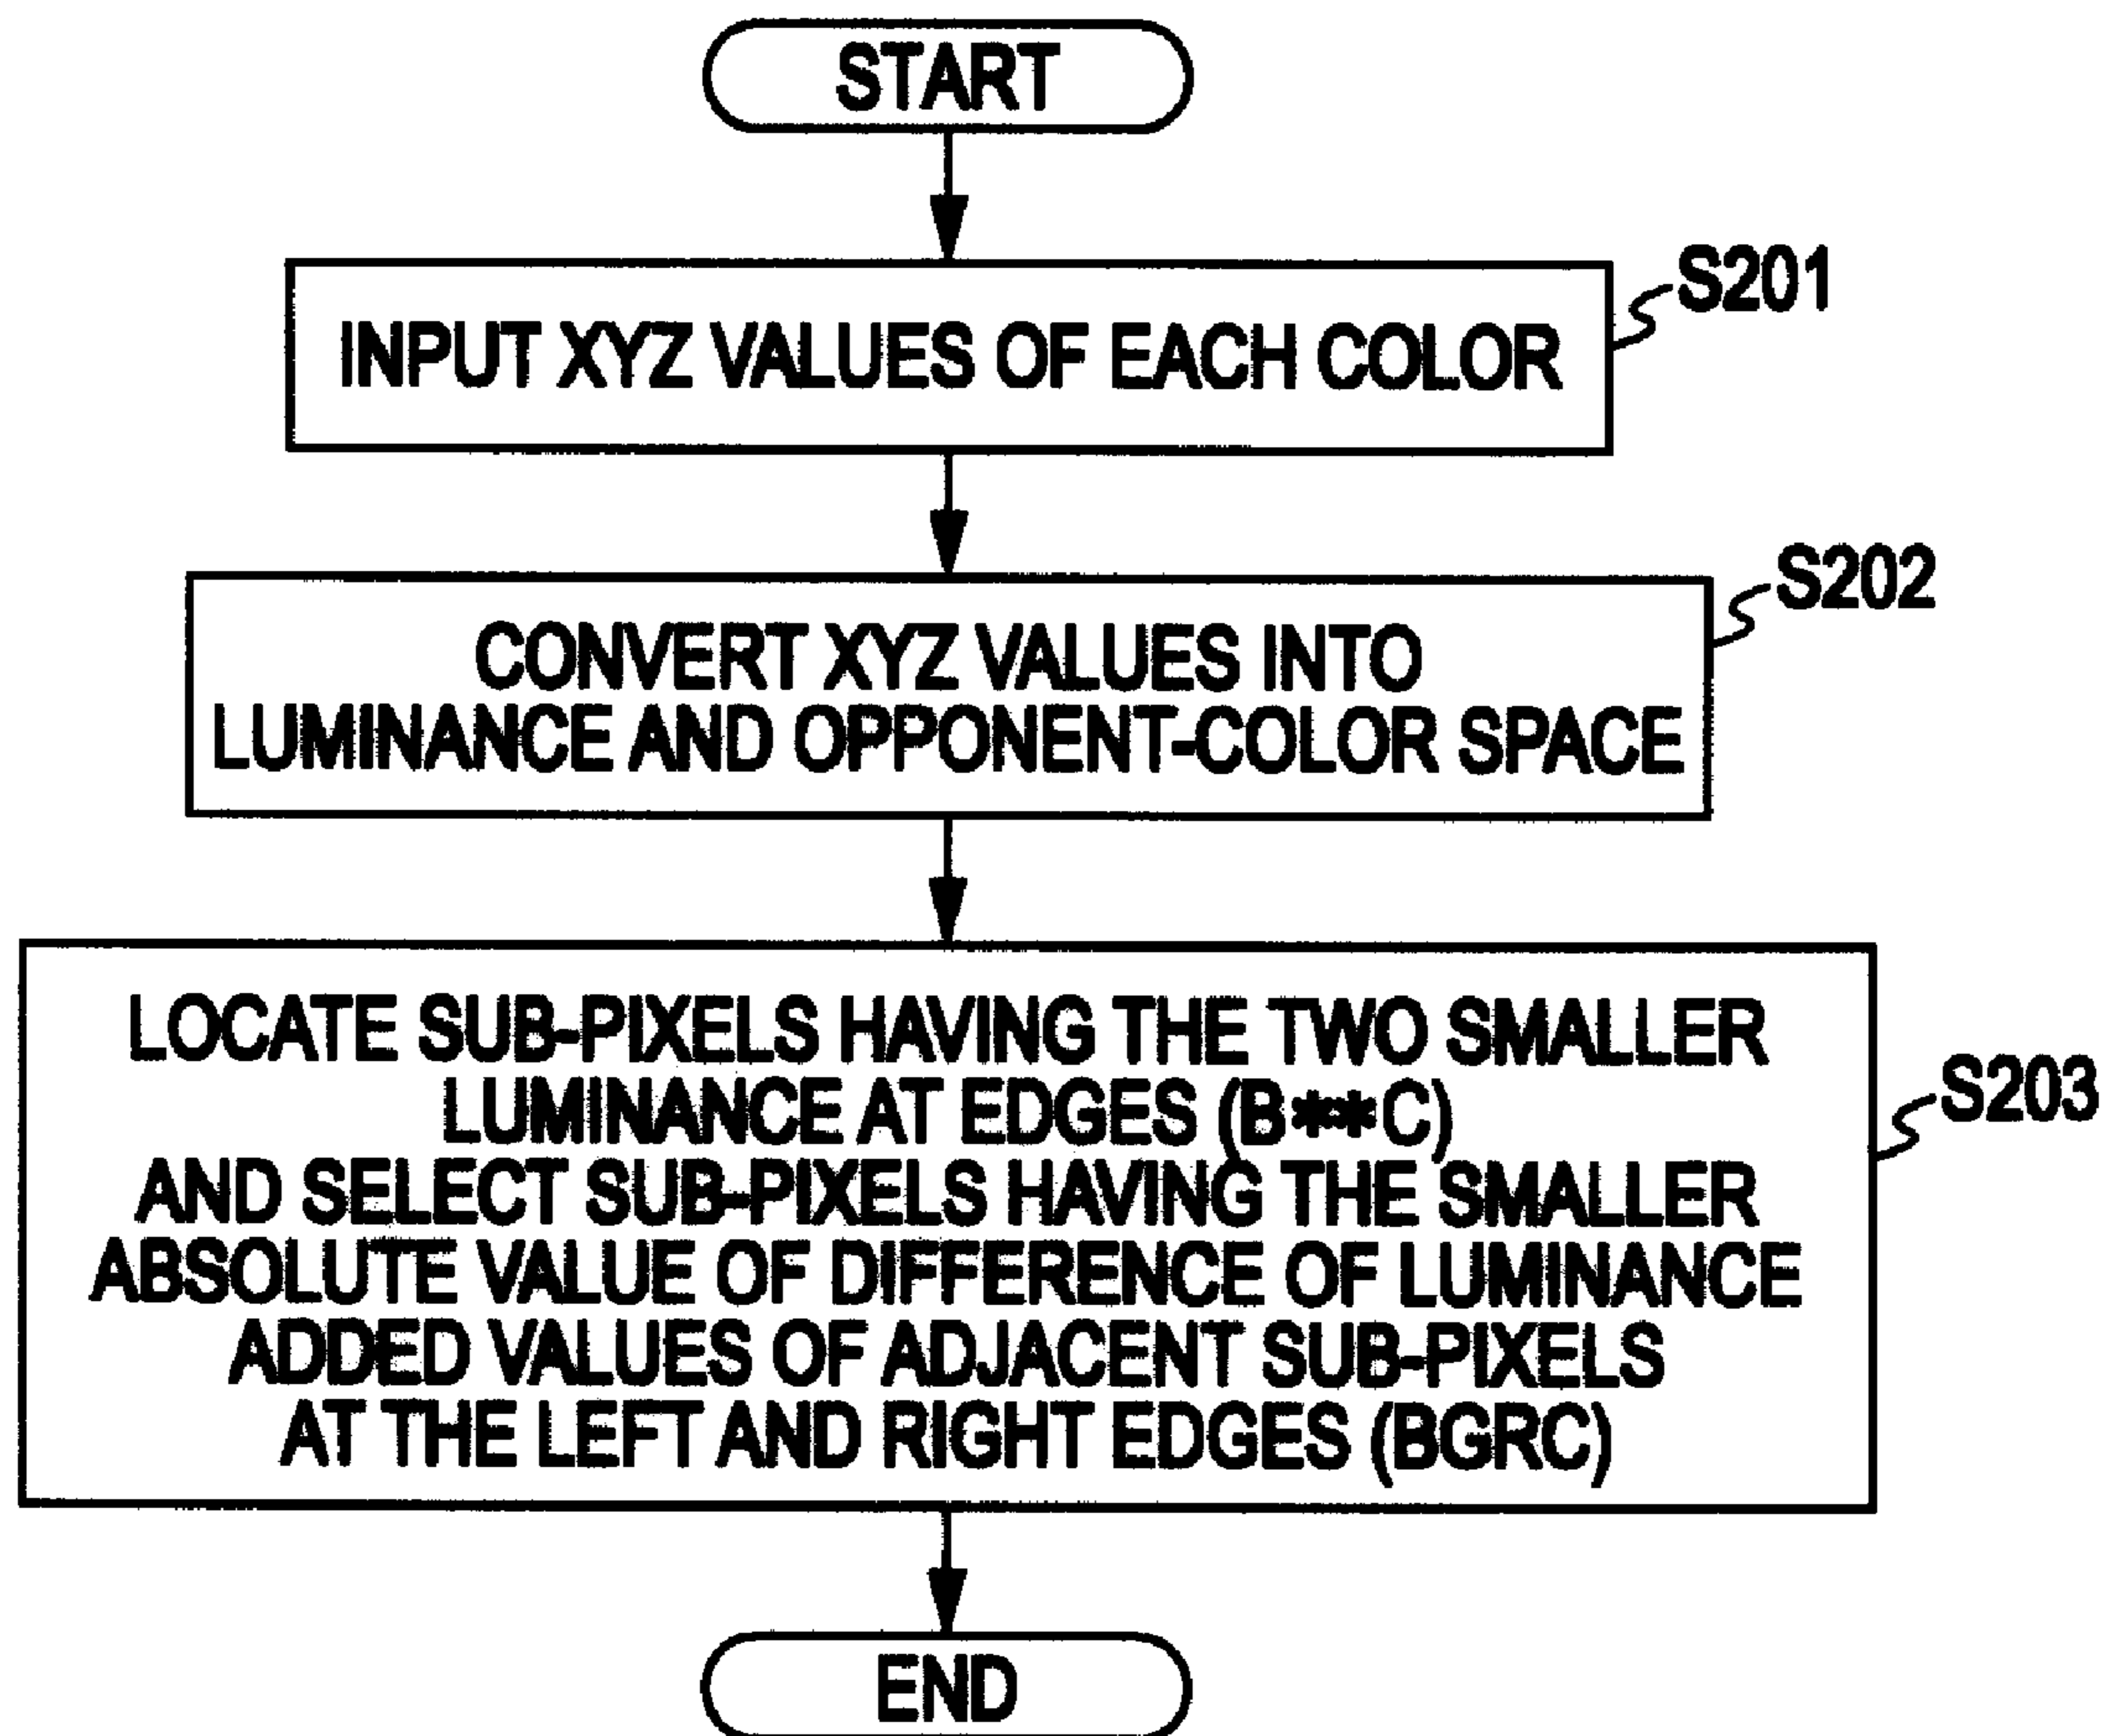 START
INPUT XYZ VALUES OF EACH COLOR
S201
CONVERT XYZ VALUES INTO
LUMINANCE AND OPPONENT-COLOR SPACE
S202
LOCATE SUB-PIXELS HAVING THE TWO SMALLER
LUMINANCE AT EDGES (B**C)
AND SELECT SUB-PIXELS HAVING THE SMALLER
ABSOLUTE VALUE OF DIFFERENCE OF LUMINANCE
ADDED VALUES OF ADJACENT SUB-PIXELS
AT THE LEFT AND RIGHT EDGES (BGRC)
S203
END